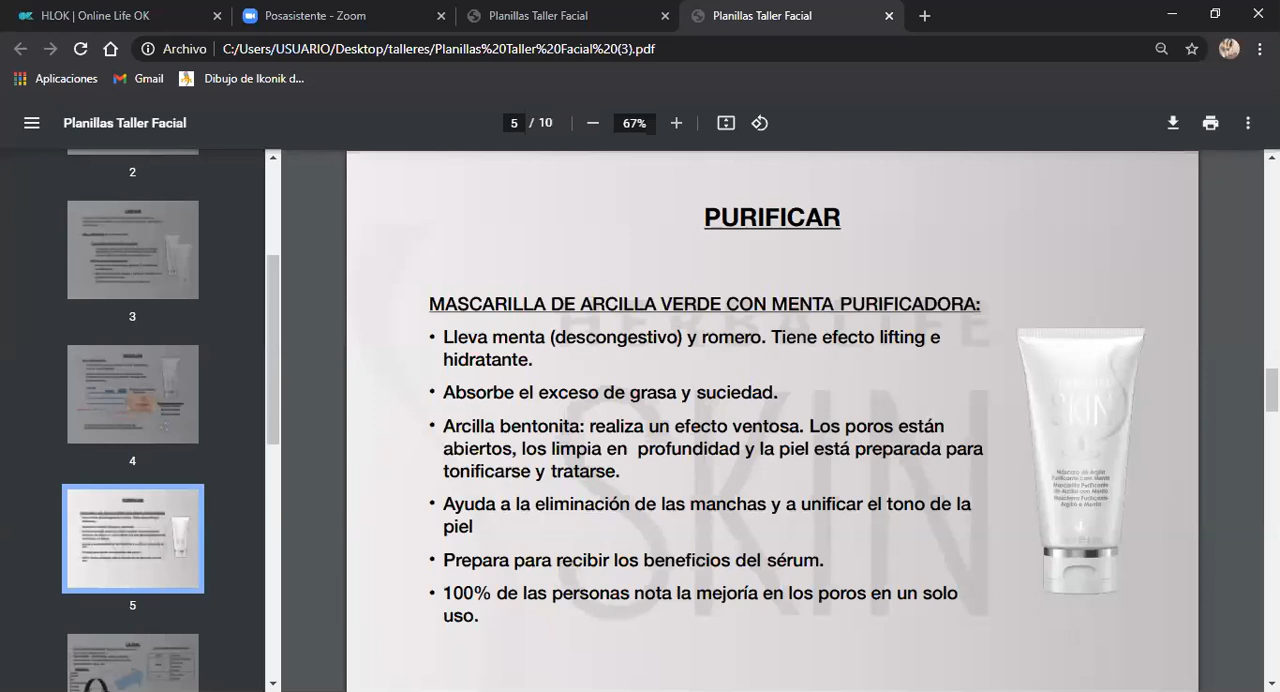 HLOK | Online Life OK
Posasistente - Zoom
Planillas Taller Facial
Planillas Taller Facial
Archivo
C:/Users/USUARIO/Desktop/talleres/Planillas%20Taller%20Facial%20(3).pdf
Aplicaciones
Gmail
Dibujo de Ikonik d...
Planillas Taller Facial
5 / 10
67%
2
3
4
5
PURIFICAR
HERBALIFE
SKIN
MASCARILLA DE ARCILLA VERDE CON MENTA PURIFICADORA:
• Lleva menta (descongestivo) y romero. Tiene efecto lifting e
hidratante.
• Absorbe el exceso de grasa y suciedad.
• Arcilla bentonita: realiza un efecto ventosa. Los poros están
abiertos, los limpia en profundidad y la piel está preparada para
tonificarse y tratarse.
• Ayuda a la eliminación de las manchas y a unificar el tono de la
piel
• Prepara para recibir los beneficios del sérum.
• 100% de las personas nota la mejoría en los poros en un solo
uso.
SKIN